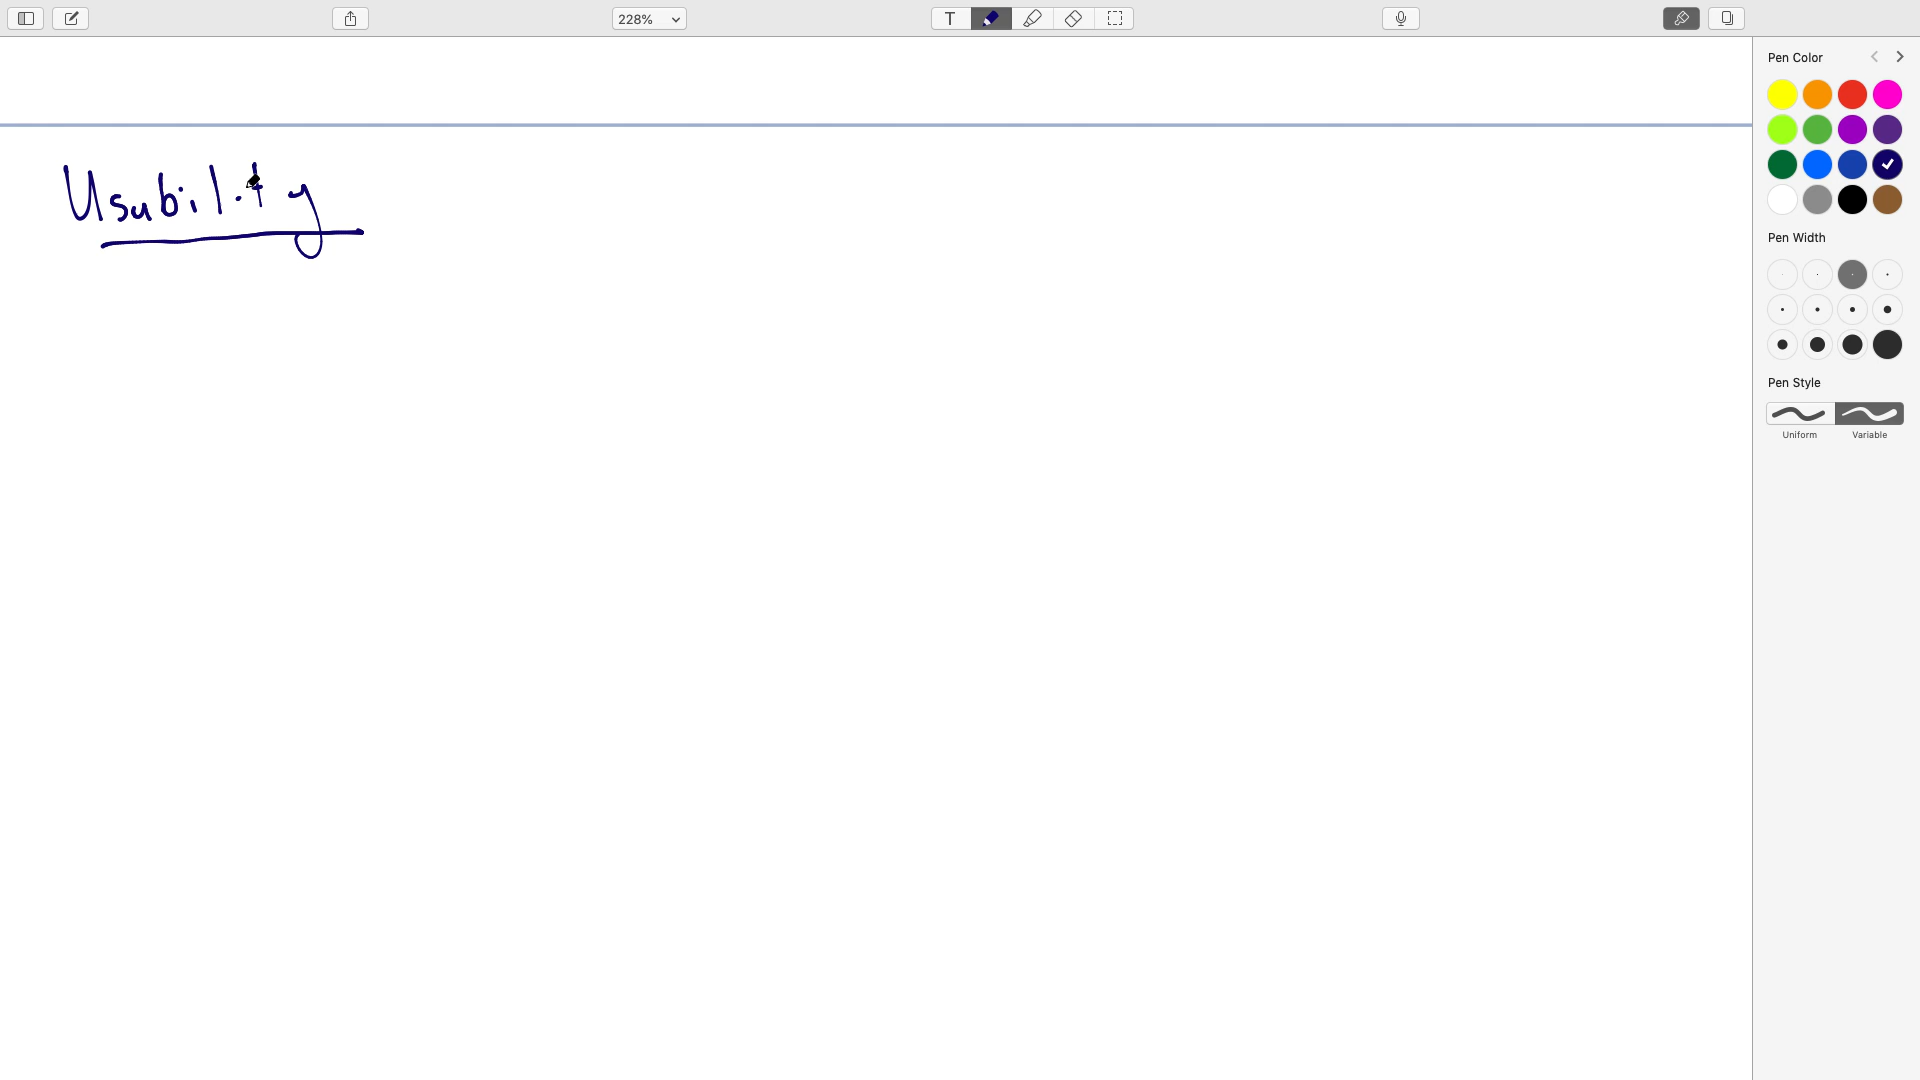 228%
T
Pen Color
Usability
Pen Width
Pen Style
Uniform Variable